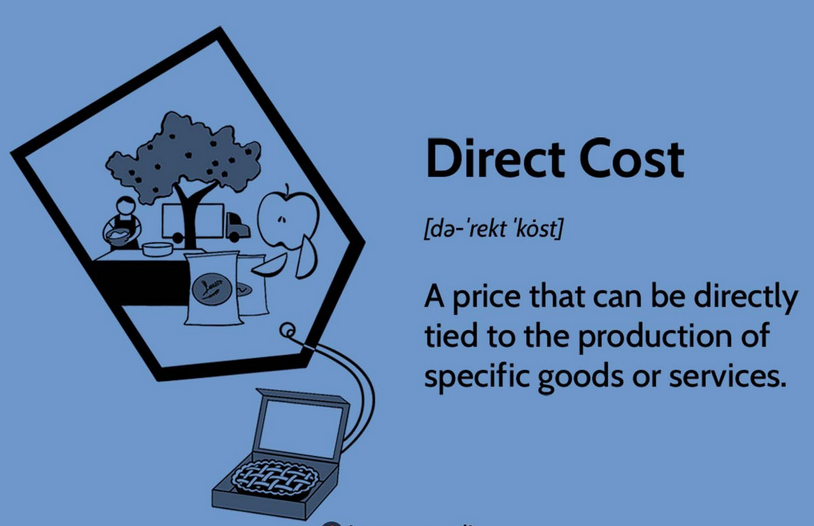 Direct Cost
[də-ˈrekt ˈkȯst]
A price that can be directly
tied to the production of
specific goods or services.